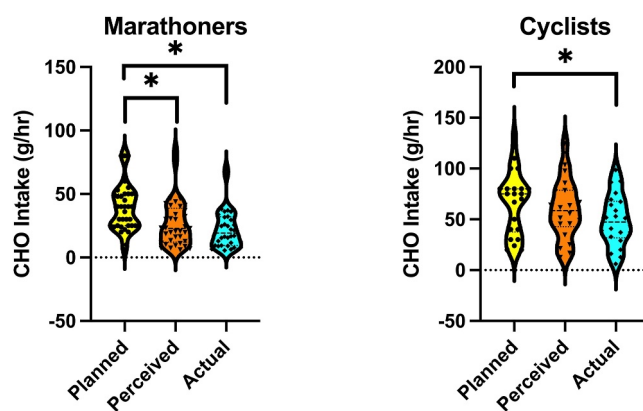 Marathoners
CHO Intake (g/hr)
150
100
50
0
-50
*
*
Planned
Perceived
Actual
Cyclists
CHO Intake (g/hr)
200
150
100
50
0
-50
*
Planned
Perceived
Actual